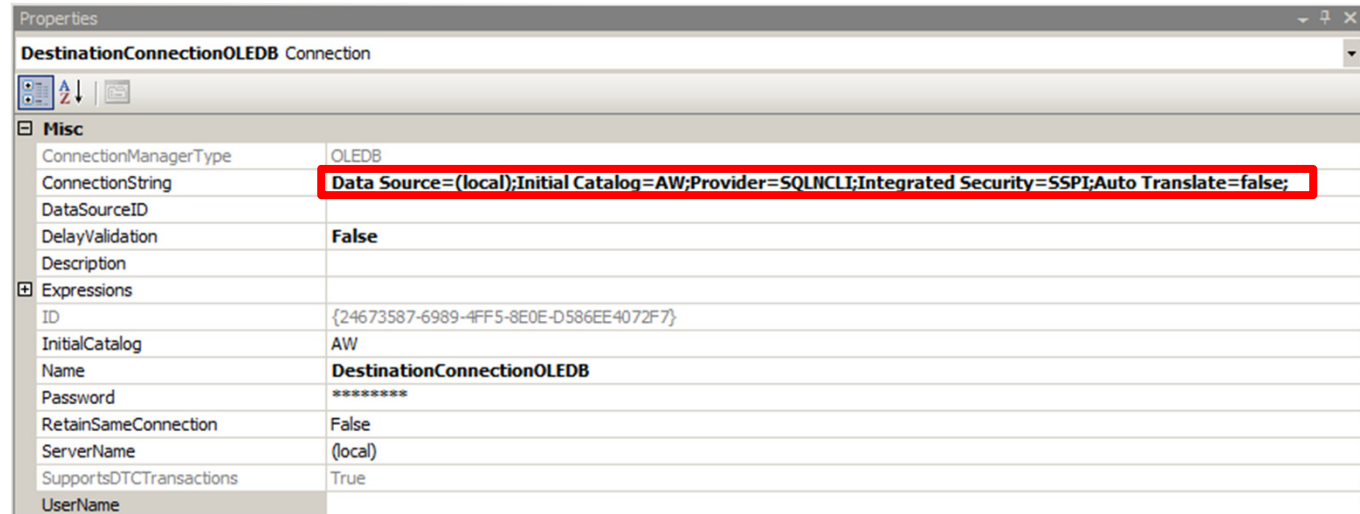 Properties
DestinationConnectionOLEDB Connection
Misc
ConnectionManagerType OLEDB
ConnectionString Data Source=(local);Initial Catalog=AW;Provider=SQLNCLI;Integrated Security=SSPI;Auto Translate=false;
DataSourceID
DelayValidation False
Description
Expressions
ID {24673587-6989-4FF5-8E0E-D586EE4072F7}
InitialCatalog AW
Name DestinationConnectionOLEDB
Password ********
RetainSameConnection False
ServerName (local)
SupportsDTCTransactions True
UserName